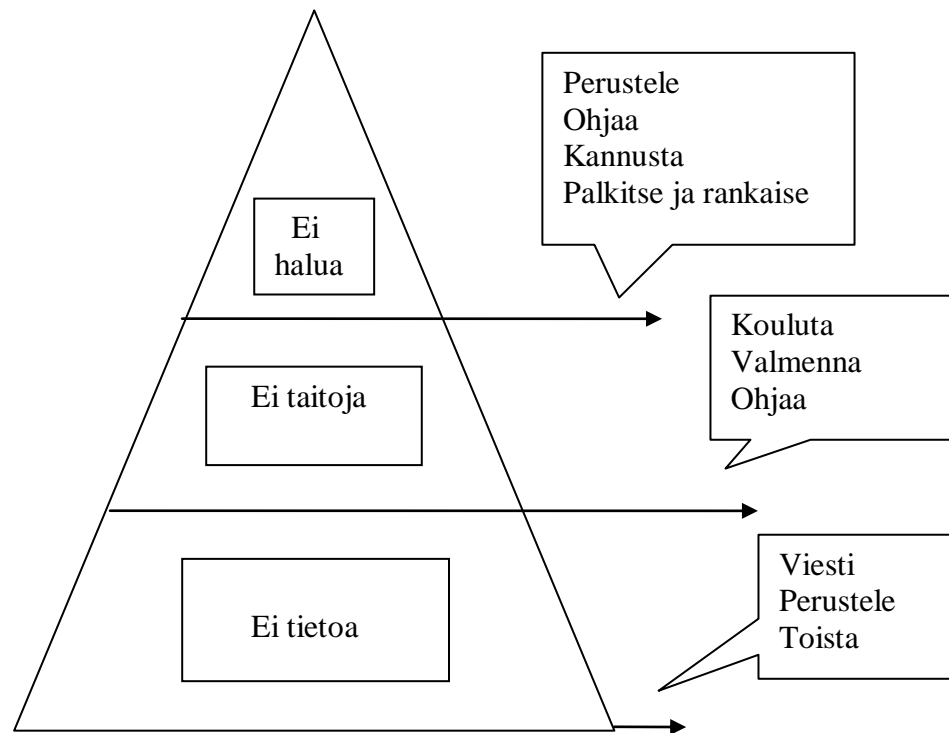 Perustele
Ohjaa
Kannusta
Palkitse ja rankaise
Ei
halua
Kouluta
Valmenna
Ohjaa
Ei taitoja
Viesti
Perustele
Toista
Ei tietoa